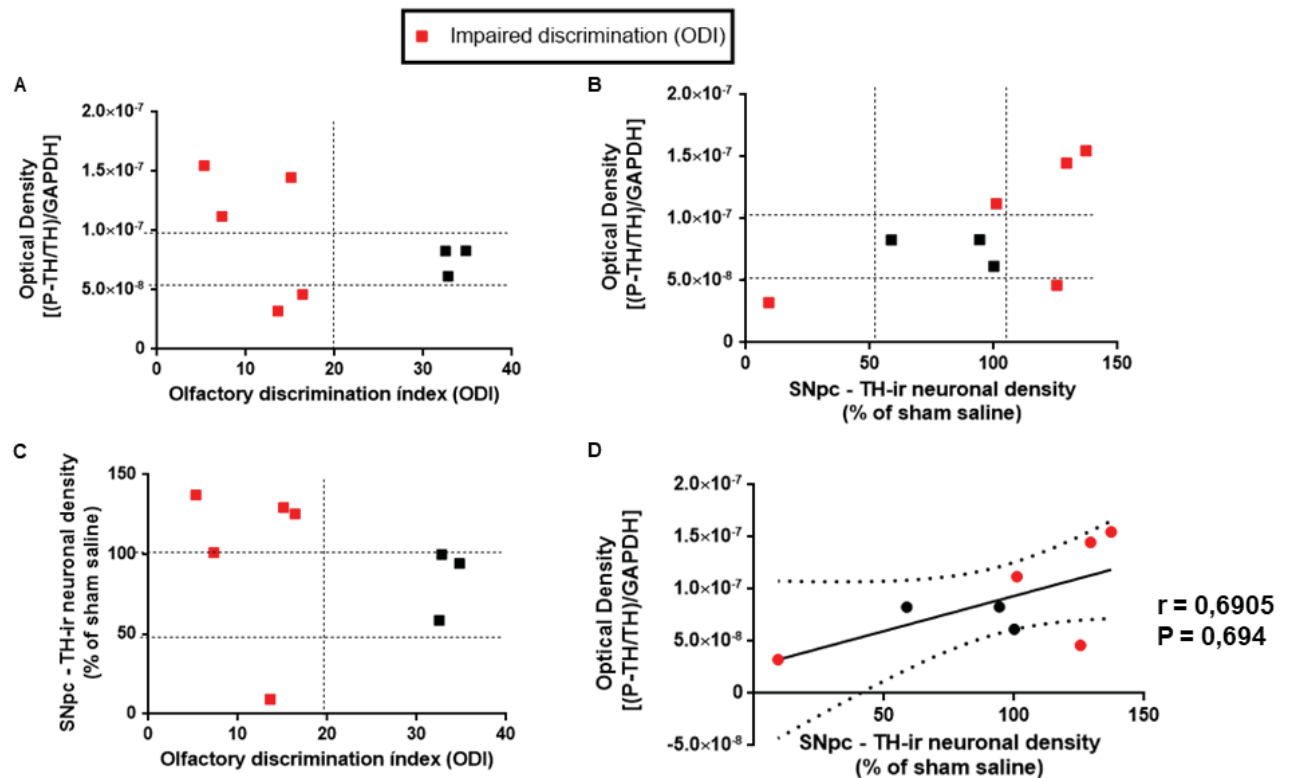 Impaired discrimination (ODI)
A
Optical Density
[(P-TH/TH)/GAPDH]
2.0×10-7
1.5×10-7
1.0×10-7
5.0×10-8
0
0 10 20 30 40
Olfactory discrimination índex (ODI)
B
Optical Density
[(P-TH/TH)/GAPDH]
2.0×10-7
1.5×10-7
1.0×10-7
5.0×10-8
0
0 50 100 150
SNpc - TH-ir neuronal density
(% of sham saline)
C
SNpc - TH-ir neuronal density
(% of sham saline)
150
100
50
0
0 10 20 30 40
Olfactory discrimination índex (ODI)
D
Optical Density
[(P-TH/TH)/GAPDH]
2.0×10-7
1.5×10-7
1.0×10-7
5.0×10-8
0
-5.0×10-8
50 100 150
SNpc - TH-ir neuronal density
(% of sham saline)
r = 0,6905
P = 0,694